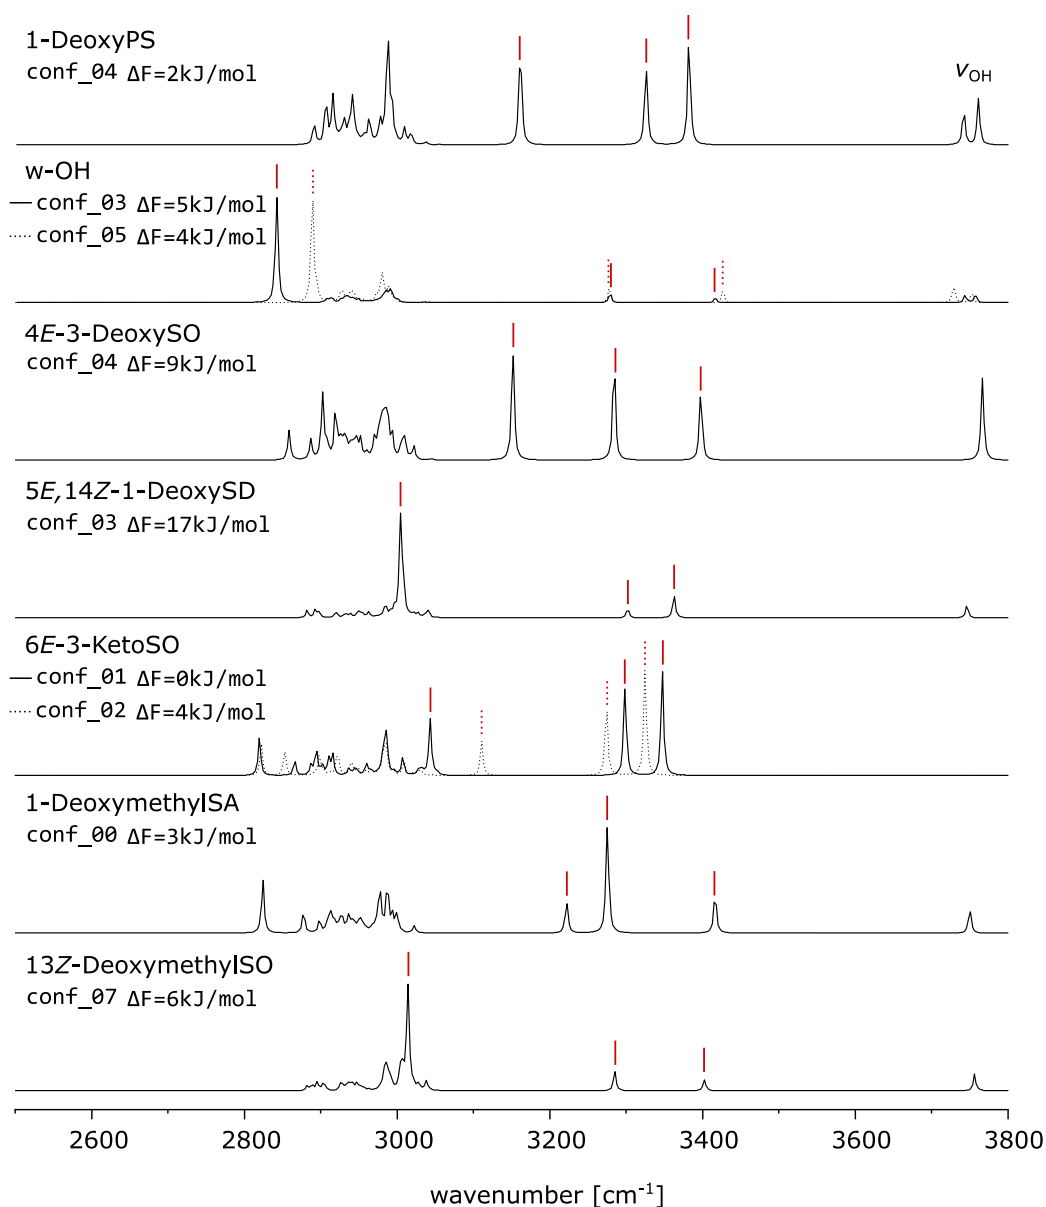 1-DeoxyPS
conf_04 ΔF=2kJ/mol
νOH
w-OH
conf_03 ΔF=5kJ/mol
conf_05 ΔF=4kJ/mol
4E-3-DeoxySO
conf_04 ΔF=9kJ/mol
5E,14Z-1-DeoxySD
conf_03 ΔF=17kJ/mol
6E-3-KetoSO
conf_01 ΔF=0kJ/mol
conf_02 ΔF=4kJ/mol
1-DeoxymethylSA
conf_00 ΔF=3kJ/mol
13Z-DeoxymethylSO
conf_07 ΔF=6kJ/mol
2600 2800 3000 3200 3400 3600 3800
wavenumber [cm⁻¹]